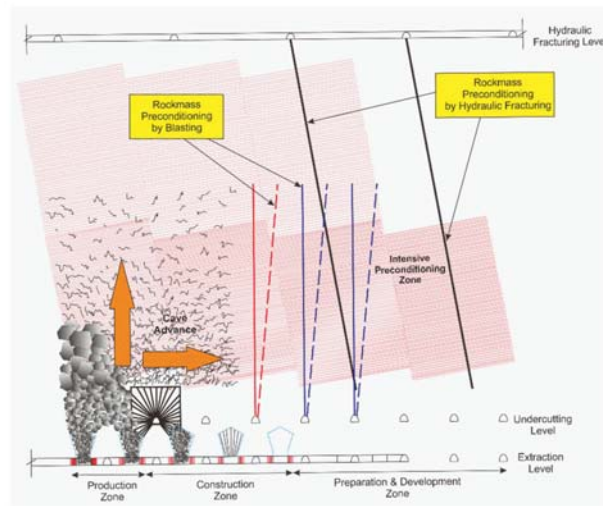 Hydraulic
Fracturing Level
Rockmass
Preconditioning
by Blasting
Rockmass
Preconditioning
by Hydraulic Fracturing
Intensive
Preconditioning
Zone
Cave
Advance
Undercutting
Level
Extraction
Level
Production
Zone
Construction
Zone
Preparation & Development
Zone